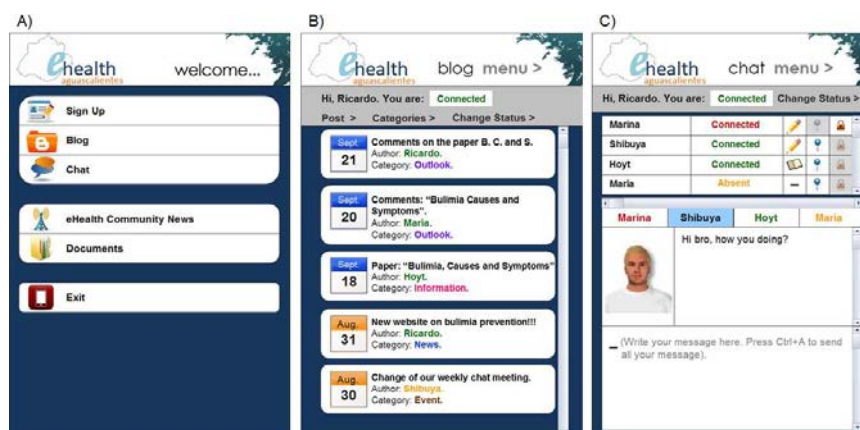 A)
ehealth
aguascalientes
welcome...
Sign Up
Blog
Chat
eHealth Community News
Documents
Exit
B)
ehealth
aguascalientes
blog menu >
Hi, Ricardo. You are: Connected
Post > Categories > Change Status >
Sept. 21
Comments on the paper B. C. and S.
Author: Ricardo.
Category: Outlook.
Sept. 20
Comments: "Bulimia Causes and
Symptoms".
Author: Maria.
Category: Outlook.
Sept. 18
Paper: "Bulimia, Causes and Symptoms"
Author: Hoyt.
Category: Information.
Aug. 31
New website on bulimia prevention!!!
Author: Ricardo.
Category: News.
Aug. 30
Change of our weekly chat meeting.
Author: Shibuya.
Category: Event.
C)
ehealth
aguascalientes
chat menu >
Hi, Ricardo. You are: Connected Change Status >
Marina Connected
Shibuya Connected
Hoyt Connected
Maria Absent
Marina Shibuya Hoyt Maria
Hi bro, how you doing?
(Write your message here. Press Ctrl+A to send
all your message).